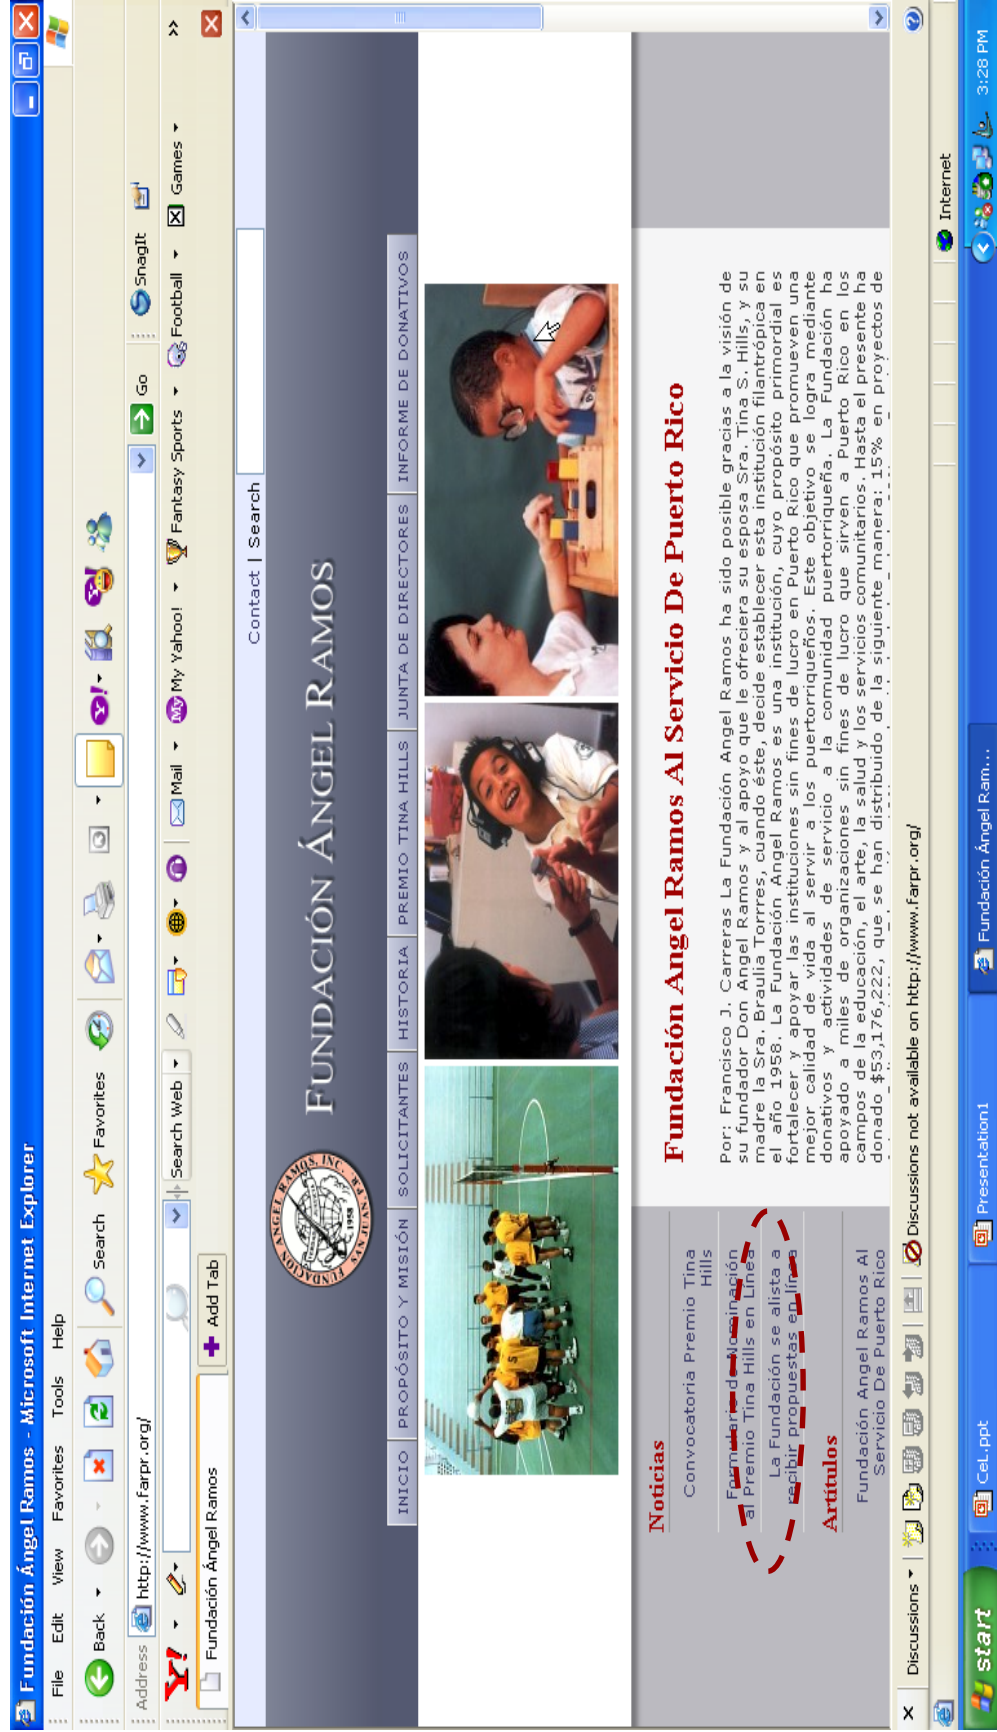 Fundación Ángel Ramos - Microsoft Internet Explorer
File Edit View Favorites Tools Help
Back Search Favorites
Address http://www.farpr.org/ Go SnagIt
Y! Search Web Mail My Yahoo! Fantasy Sports Football Games
Fundación Ángel Ramos Add Tab
Contact | Search
FUNDACIÓN ANGEL RAMOS, INC.
SAN JUAN, P.R.
1958
FUNDACIÓN ÁNGEL RAMOS
INICIO PROPÓSITO Y MISIÓN SOLICITANTES HISTORIA PREMIO TINA HILLS JUNTA DE DIRECTORES INFORME DE DONATIVOS
Noticias
Convocatoria Premio Tina
Hills
Formulario de Nominación
al Premio Tina Hills en Línea
La Fundación se alista a
recibir propuestas en línea
Artítulos
Fundación Angel Ramos Al
Servicio De Puerto Rico
Fundación Angel Ramos Al Servicio De Puerto Rico
Por: Francisco J. Carreras La Fundación Angel Ramos ha sido posible gracias a la visión de
su fundador Don Angel Ramos y al apoyo que le ofreciera su esposa Sra. Tina S. Hills, y su
madre la Sra. Braulia Torrres, cuando éste, decide establecer esta institución filantrópica en
el año 1958. La Fundación Angel Ramos es una institución, cuyo propósito primordial es
fortalecer y apoyar las instituciones sin fines de lucro en Puerto Rico que promueven una
mejor calidad de vida al servir a los puertorriqueños. Este objetivo se logra mediante
donativos y actividades de servicio a la comunidad puertorriqueña. La Fundación ha
apoyado a miles de organizaciones sin fines de lucro que sirven a Puerto Rico en los
campos de la educación, el arte, la salud y los servicios comunitarios. Hasta el presente ha
donado $53,176,222, que se han distribuido de la siguiente manera: 15% en proyectos de
Discussions Discussions not available on http://www.farpr.org/
Internet
start CeL.ppt Presentation1 Fundación Ángel Ram... 3:28 PM